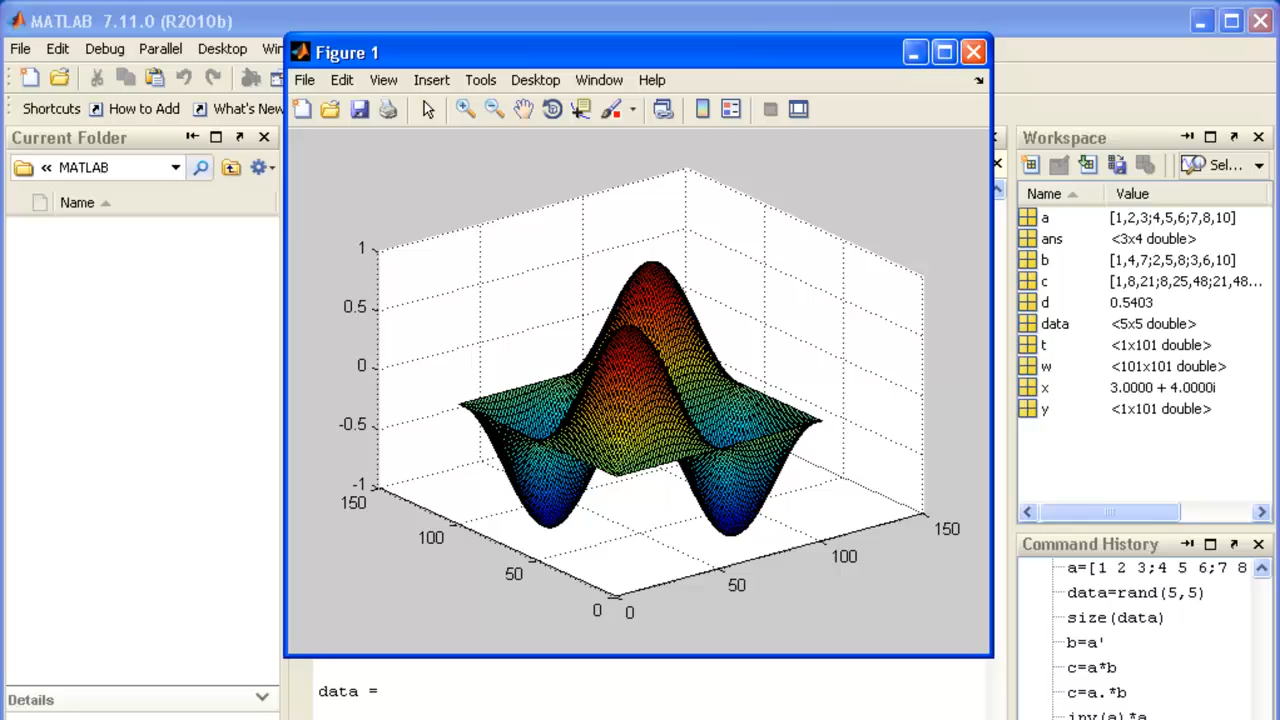 MATLAB 7.11.0 (R2010b)
File Edit Debug Parallel Desktop
Shortcuts How to Add What's New
Current Folder
« MATLAB
Name
Details
Figure 1
File Edit View Insert Tools Desktop Window Help
1
0.5
0
-0.5
-1
150
100
50
0
0
50
100
150
data =
Workspace
Sel...
Name Value
a [1,2,3;4,5,6;7,8,10]
ans <3x4 double>
b [1,4,7;2,5,8;3,6,10]
c [1,8,21;8,25,48;21,48...
d 0.5403
data <5x5 double>
t <1x101 double>
w <101x101 double>
x 3.0000 + 4.0000i
y <1x101 double>
Command History
a=[1 2 3;4 5 6;7 8
data=rand(5,5)
size(data)
b=a'
c=a*b
c=a.*b
inv(a)*a